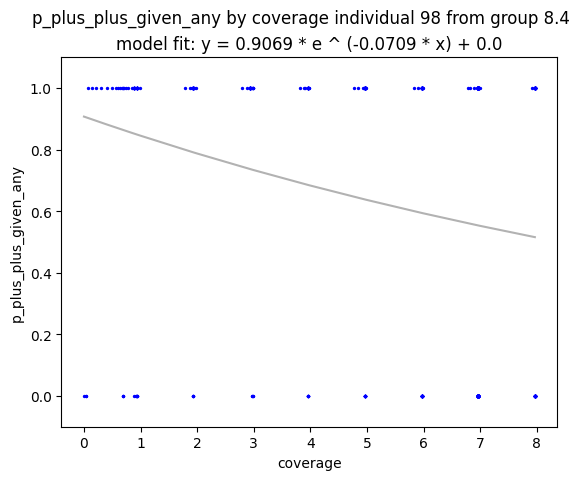 p_plus_plus_given_any by coverage individual 98 from group 8.4
model fit: y = 0.9069 * e ^ (-0.0709 * x) + 0.0
1.0
0.8
0.6
0.4
0.2
0.0
p_plus_plus_given_any
0 1 2 3 4 5 6 7 8
coverage